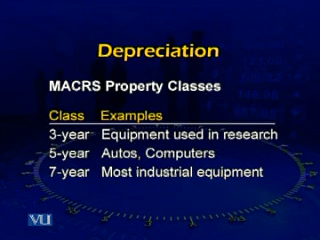 Depreciation
MACRS Property Classes
Class Examples
3-year Equipment used in research
5-year Autos, Computers
7-year Most industrial equipment
VU